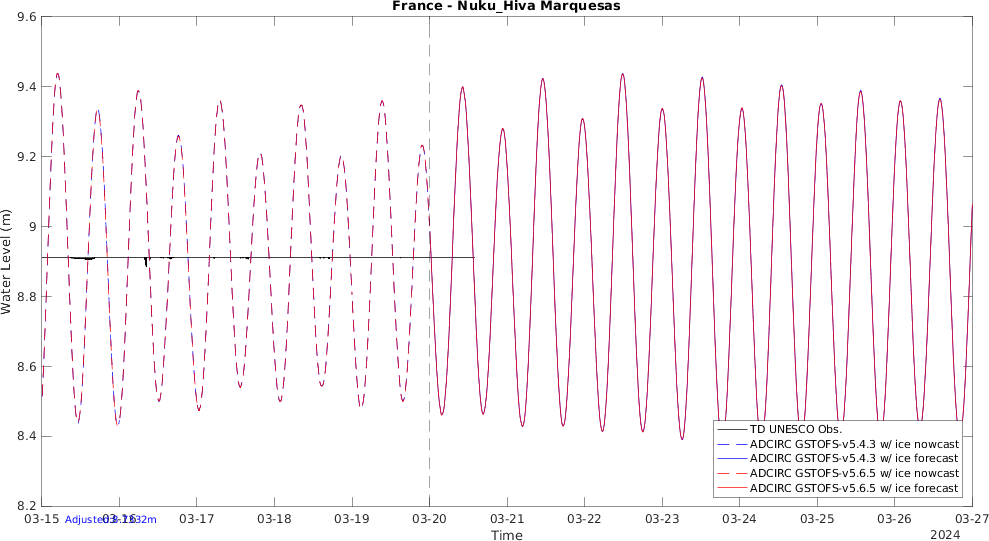 France - Nuku_Hiva Marquesas
9.6
9.4
9.2
9
8.8
8.6
8.4
8.2
Water Level (m)
TD UNESCO Obs.
ADCIRC GSTOFS-v5.4.3 w/ ice nowcast
ADCIRC GSTOFS-v5.4.3 w/ ice forecast
ADCIRC GSTOFS-v5.6.5 w/ ice nowcast
ADCIRC GSTOFS-v5.6.5 w/ ice forecast
03-15 03-16 03-17 03-18 03-19 03-20 03-21 03-22 03-23 03-24 03-25 03-26 03-27
Time
2024